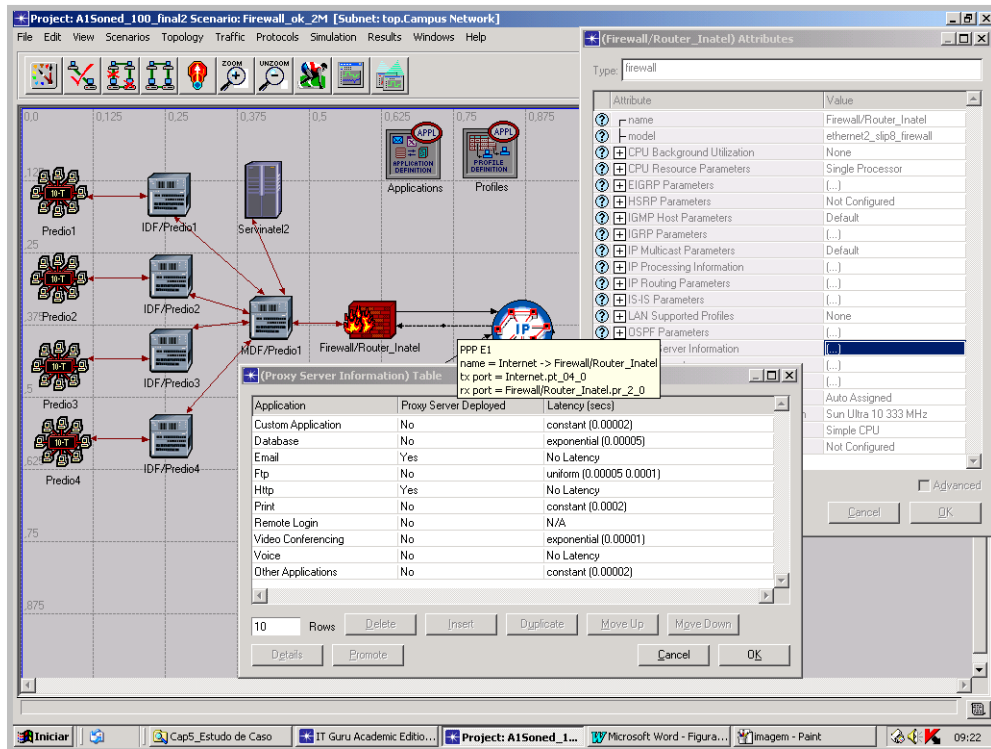 Project: A1Soned_100_final2 Scenario: Firewall_ok_2M [Subnet: top.Campus Network]
File Edit View Scenarios Topology Traffic Protocols Simulation Results Windows Help
ZOOM UNZOOM
0,0 0,125 0,25 0,375 0,5 0,625 0,75 0,875
APPL APPL
APPLICATION DEFINITION PROFILE DEFINITION
Applications Profiles
10-T
Predio1 IDF/Predio1 Servinatel2
,25
10-T
Predio2 IDF/Predio2
,375
MDF/Predio1 Firewall/Router_Inatel IP
10-T
Predio3 IDF/Predio3
,5
10-T
Predio4 IDF/Predio4
,625
,75
,875
PPP E1
name = Internet -> Firewall/Router_Inatel
tx port = Internet.pt_04_0
rx port = Firewall/Router_Inatel.pr_2_0
(Firewall/Router_Inatel) Attributes
Type: firewall
Attribute Value
name Firewall/Router_Inatel
model ethernet2_slip8_firewall
CPU Background Utilization None
CPU Resource Parameters Single Processor
EIGRP Parameters (...)
HSRP Parameters Not Configured
IGMP Host Parameters Default
IGRP Parameters (...)
IP Multicast Parameters Default
IP Processing Information (...)
IP Routing Parameters (...)
IS-IS Parameters (...)
LAN Supported Profiles None
OSPF Parameters (...)
Server Information (...)
(...)
(...)
Auto Assigned
Sun Ultra 10 333 MHz
Simple CPU
Not Configured
Advanced
Cancel OK
(Proxy Server Information) Table
Application Proxy Server Deployed Latency (secs)
Custom Application No constant (0.00002)
Database No exponential (0.00005)
Email Yes No Latency
Ftp No uniform (0.00005 0.0001)
Http Yes No Latency
Print No constant (0.0002)
Remote Login No N/A
Video Conferencing No exponential (0.00001)
Voice No No Latency
Other Applications No constant (0.00002)
10 Rows Delete Insert Duplicate Move Up Move Down
Details Promote Cancel OK
Iniciar Cap5_Estudo de Caso IT Guru Academic Editio... Project: A1Soned_1... Microsoft Word - Figura... imagem - Paint 09:22